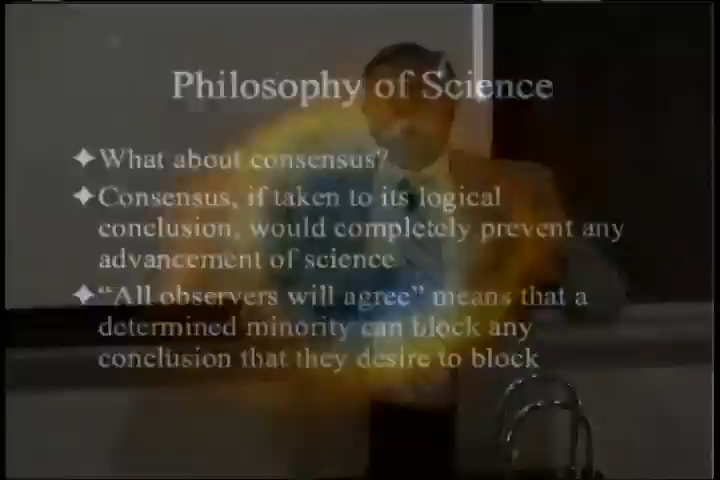 Philosophy of Science
✦What about consensus?
✦Consensus, if taken to its logical
conclusion, would completely prevent any
advancement of science
✦“All observers will agree” means that a
determined minority can block any
conclusion that they desire to block